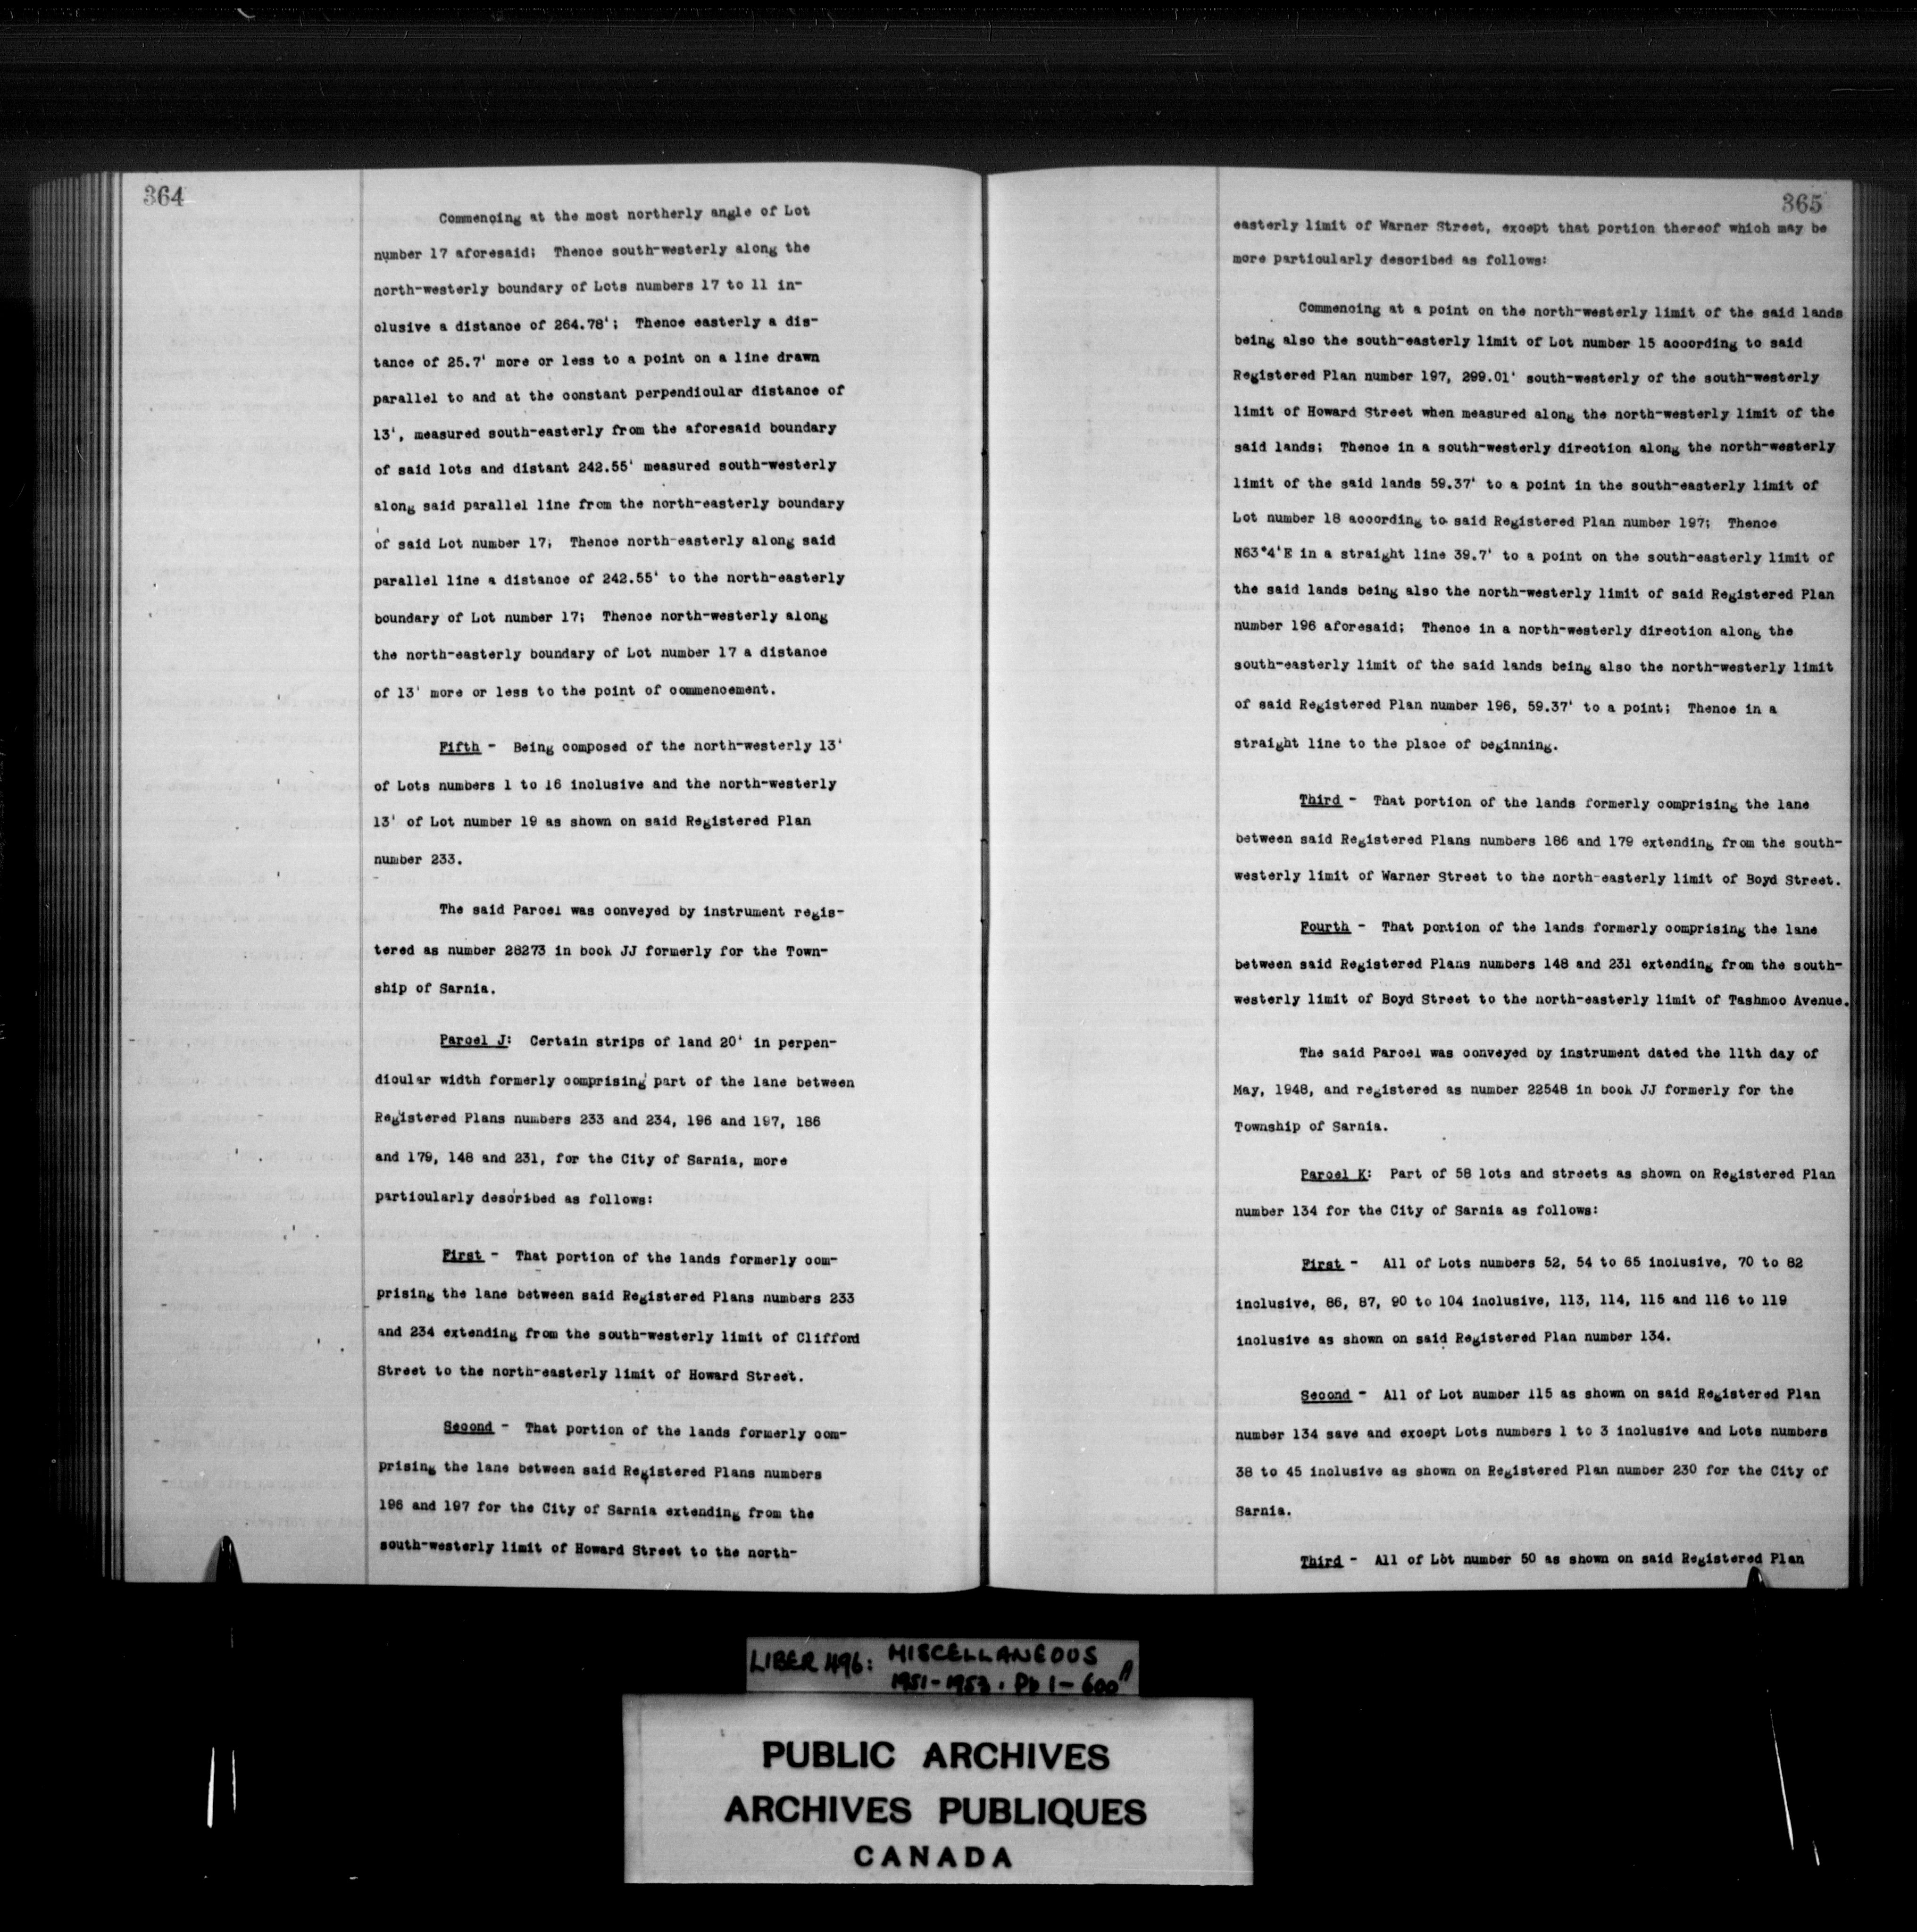 364
Commencing at the most northerly angle of Lot
number 17 aforesaid; Thence south-westerly along the
north-westerly boundary of Lots numbers 17 to 11 in-
clusive a distance of 264.78'; Thence easterly a dis-
tance of 25.7' more or less to a point on a line drawn
parallel to and at the constant perpendicular distance of
13', measured south-easterly from the aforesaid boundary
of said lots and distant 242.55' measured south-westerly
along said parallel line from the north-easterly boundary
of said Lot number 17; Thence north-easterly along said
parallel line a distance of 242.55' to the north-easterly
boundary of Lot number 17; Thence north-westerly along
the north-easterly boundary of Lot number 17 a distance
of 13' more or less to the point of commencement.
Fifth - Being composed of the north-westerly 13'
of Lots numbers 1 to 16 inclusive and the north-westerly
13' of Lot number 19 as shown on said Registered Plan
number 233.
The said Parcel was conveyed by instrument regis-
tered as number 28273 in book JJ formerly for the Town-
ship of Sarnia.
Parcel J: Certain strips of land 20' in perpen-
dicular width formerly comprising part of the lane between
Registered Plans numbers 233 and 234, 196 and 197, 186
and 179, 148 and 231, for the City of Sarnia, more
particularly described as follows:
First - That portion of the lands formerly com-
prising the lane between said Registered Plans numbers 233
and 234 extending from the south-westerly limit of Clifford
Street to the north-easterly limit of Howard Street.
Second - That portion of the lands formerly com-
prising the lane between said Registered Plans numbers
196 and 197 for the City of Sarnia extending from the
south-westerly limit of Howard Street to the north-
365
easterly limit of Warner Street, except that portion thereof which may be
more particularly described as follows:
Commencing at a point on the north-westerly limit of the said lands
being also the south-easterly limit of Lot number 15 according to said
Registered Plan number 197, 299.01' south-westerly of the south-westerly
limit of Howard Street when measured along the north-westerly limit of the
said lands; Thence in a south-westerly direction along the north-westerly
limit of the said lands 59.37' to a point in the south-easterly limit of
Lot number 18 according to said Registered Plan number 197; Thence
N63°4'E in a straight line 39.7' to a point on the south-easterly limit of
the said lands being also the north-westerly limit of said Registered Plan
number 196 aforesaid; Thence in a north-westerly direction along the
south-easterly limit of the said lands being also the north-westerly limit
of said Registered Plan number 196, 59.37' to a point; Thence in a
straight line to the place of beginning.
Third - That portion of the lands formerly comprising the lane
between said Registered Plans numbers 186 and 179 extending from the south-
westerly limit of Warner Street to the north-easterly limit of Boyd Street.
Fourth - That portion of the lands formerly comprising the lane
between said Registered Plans numbers 148 and 231 extending from the south-
westerly limit of Boyd Street to the north-easterly limit of Tashmoo Avenue.
The said Parcel was conveyed by instrument dated the 11th day of
May, 1948, and registered as number 22548 in book JJ formerly for the
Township of Sarnia.
Parcel K: Part of 58 lots and streets as shown on Registered Plan
number 134 for the City of Sarnia as follows:
First - All of Lots numbers 52, 54 to 65 inclusive, 70 to 82
inclusive, 86, 87, 90 to 104 inclusive, 113, 114, 115 and 116 to 119
inclusive as shown on said Registered Plan number 134.
Second - All of Lot number 115 as shown on said Registered Plan
number 134 save and except Lots numbers 1 to 3 inclusive and Lots numbers
38 to 45 inclusive as shown on Registered Plan number 230 for the City of
Sarnia.
Third - All of Lot number 50 as shown on said Registered Plan
LIBER 496: MISCELLANEOUS
1951-1953. Pp 1-600A
PUBLIC ARCHIVES
ARCHIVES PUBLIQUES
CANADA